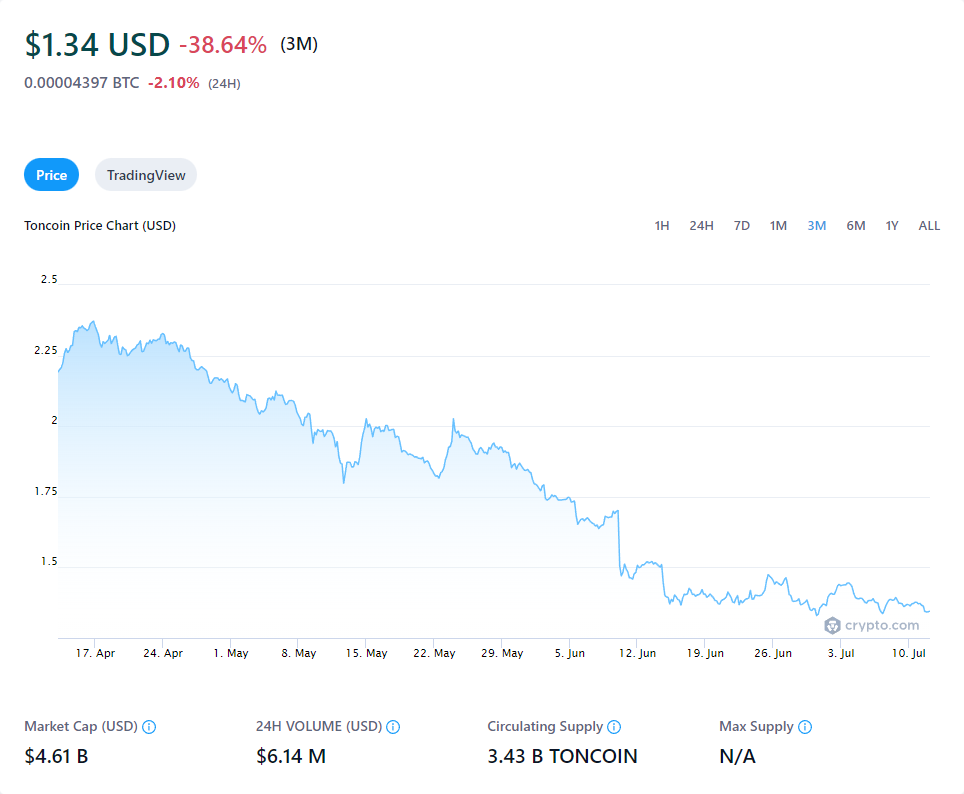 $1.34 USD -38.64% (3M)
0.00004397 BTC -2.10% (24H)
Price TradingView
Toncoin Price Chart (USD) 1H 24H 7D 1M 3M 6M 1Y ALL
2.5
2.25
2
1.75
1.5
crypto.com
17. Apr 24. Apr 1. May 8. May 15. May 22. May 29. May 5. Jun 12. Jun 19. Jun 26. Jun 3. Jul 10. Jul
Market Cap (USD) 24H VOLUME (USD) Circulating Supply Max Supply
$4.61 B $6.14 M 3.43 B TONCOIN N/A